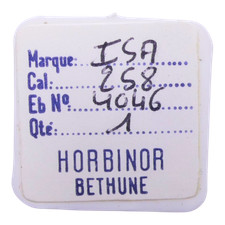 Marque: ISA
Cal: 258
Eb Nº 4046
Qté: 1
HORBINOR
BETHUNE